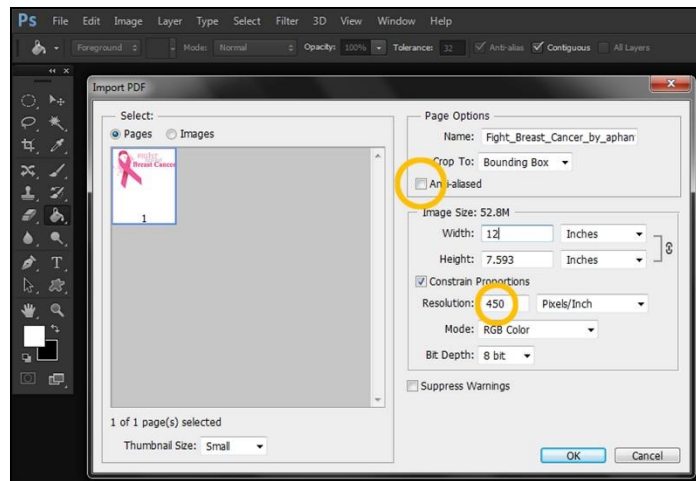 Ps File Edit Image Layer Type Select Filter 3D View Window Help
Foreground Mode: Normal Opacity: 100% Tolerance: 32 Anti-alias Contiguous All Layers
Import PDF
Select:
Pages Images
FIGHT
Breast Cancer
1
1 of 1 page(s) selected
Thumbnail Size: Small
Page Options
Name: Fight_Breast_Cancer_by_aphan
Crop To: Bounding Box
Anti-aliased
Image Size: 52.8M
Width: 12 Inches
Height: 7.593 Inches
Constrain Proportions
Resolution: 450 Pixels/Inch
Mode: RGB Color
Bit Depth: 8 bit
Suppress Warnings
OK Cancel